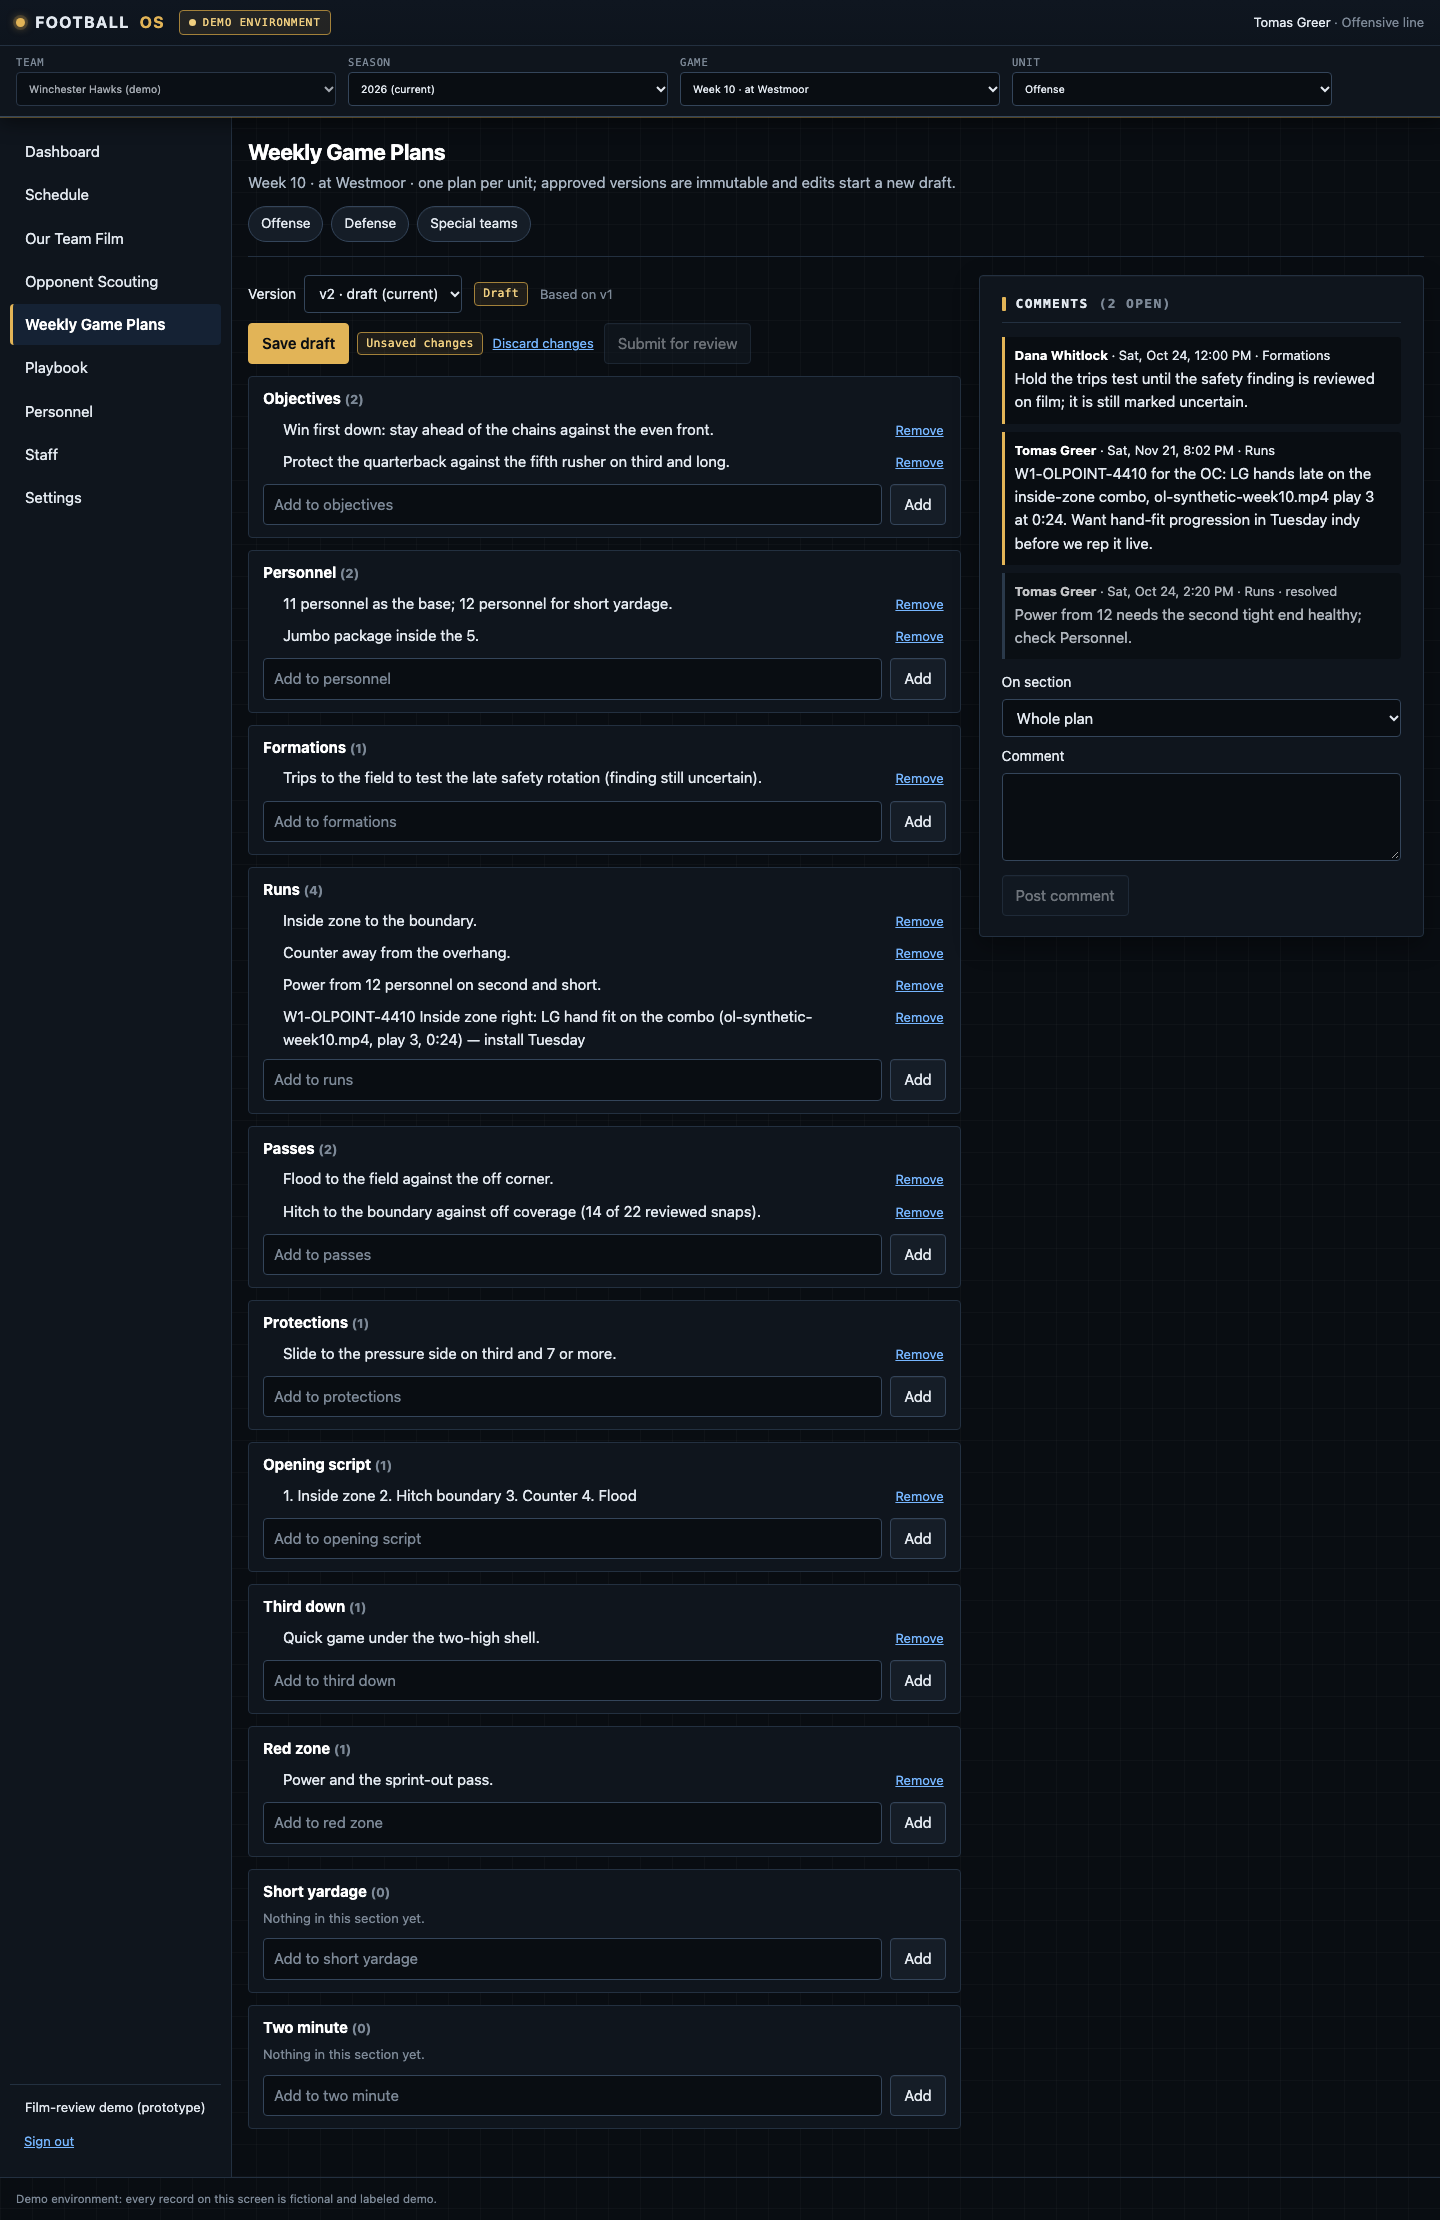 FOOTBALL OS
DEMO ENVIRONMENT
Tomas Greer · Offensive line
TEAM
Winchester Hawks (demo)
SEASON
2026 (current)
GAME
Week 10 · at Westmoor
UNIT
Offense
Dashboard
Schedule
Our Team Film
Opponent Scouting
Weekly Game Plans
Playbook
Personnel
Staff
Settings
Film-review demo (prototype)
Sign out
Weekly Game Plans
Week 10 · at Westmoor · one plan per unit; approved versions are immutable and edits start a new draft.
Offense
Defense
Special teams
Version
v2 · draft (current)
Draft
Based on v1
Save draft
Unsaved changes
Discard changes
Submit for review
Objectives (2)
Win first down: stay ahead of the chains against the even front.
Remove
Protect the quarterback against the fifth rusher on third and long.
Remove
Add to objectives
Add
Personnel (2)
11 personnel as the base; 12 personnel for short yardage.
Remove
Jumbo package inside the 5.
Remove
Add to personnel
Add
Formations (1)
Trips to the field to test the late safety rotation (finding still uncertain).
Remove
Add to formations
Add
Runs (4)
Inside zone to the boundary.
Remove
Counter away from the overhang.
Remove
Power from 12 personnel on second and short.
Remove
W1-OLPOINT-4410 Inside zone right: LG hand fit on the combo (ol-synthetic-
week10.mp4, play 3, 0:24) — install Tuesday
Remove
Add to runs
Add
Passes (2)
Flood to the field against the off corner.
Remove
Hitch to the boundary against off coverage (14 of 22 reviewed snaps).
Remove
Add to passes
Add
Protections (1)
Slide to the pressure side on third and 7 or more.
Remove
Add to protections
Add
Opening script (1)
1. Inside zone 2. Hitch boundary 3. Counter 4. Flood
Remove
Add to opening script
Add
Third down (1)
Quick game under the two-high shell.
Remove
Add to third down
Add
Red zone (1)
Power and the sprint-out pass.
Remove
Add to red zone
Add
Short yardage (0)
Nothing in this section yet.
Add to short yardage
Add
Two minute (0)
Nothing in this section yet.
Add to two minute
Add
COMMENTS (2 OPEN)
Dana Whitlock · Sat, Oct 24, 12:00 PM · Formations
Hold the trips test until the safety finding is reviewed
on film; it is still marked uncertain.
Tomas Greer · Sat, Nov 21, 8:02 PM · Runs
W1-OLPOINT-4410 for the OC: LG hands late on the
inside-zone combo, ol-synthetic-week10.mp4 play 3
at 0:24. Want hand-fit progression in Tuesday indy
before we rep it live.
Tomas Greer · Sat, Oct 24, 2:20 PM · Runs · resolved
Power from 12 needs the second tight end healthy;
check Personnel.
On section
Whole plan
Comment
Post comment
Demo environment: every record on this screen is fictional and labeled demo.